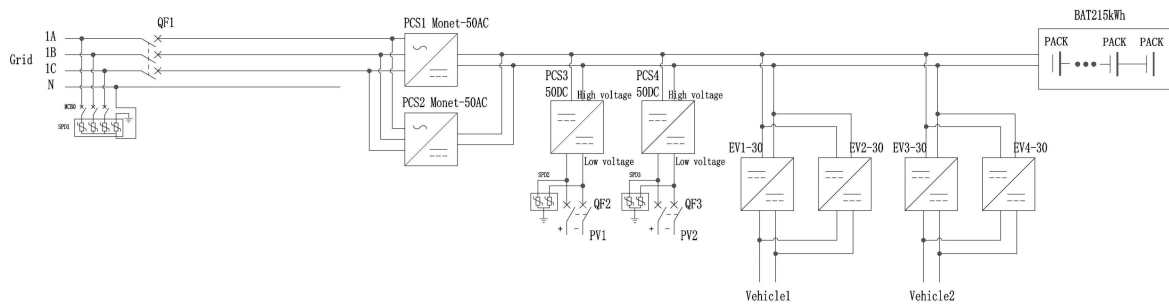 Grid
1A
1B
1C
N
QF1
MCB0
SPD1
PCS1 Monet-50AC
PCS2 Monet-50AC
PCS3
50DC
High voltage
Low voltage
SPD2
QF2
+ -
PV1
PCS4
50DC
High voltage
Low voltage
SPD3
QF3
+ -
PV2
EV1-30
EV2-30
Vehicle1
EV3-30
EV4-30
Vehicle2
BAT215kWh
PACK PACK PACK